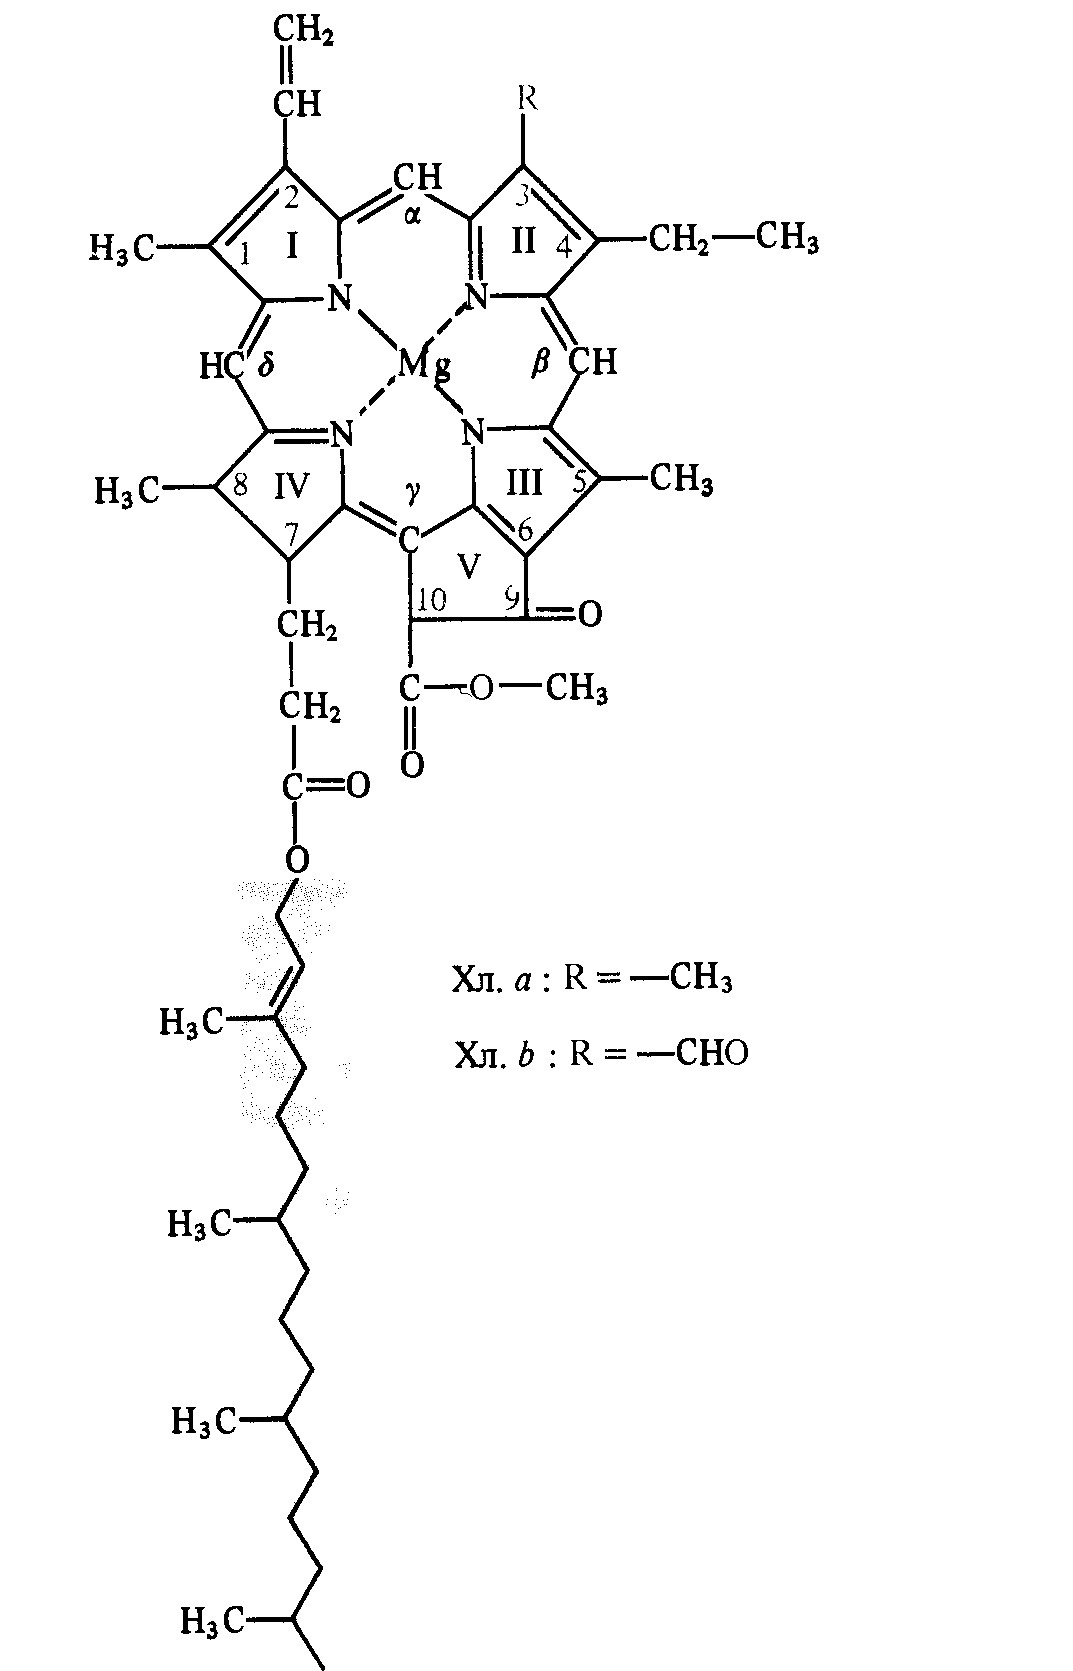 CH₂
CH
R
CH
α
2
3
H₃C
1
I
II
4
CH₂
CH₃
N
N
HC
δ
Mg
β
CH
N
N
H₃C
8
IV
γ
III
5
CH₃
7
C
6
V
10
9
O
CH₂
C
O
CH₃
CH₂
O
C
O
O
Хл. a : R = —CH₃
H₃C
Хл. b : R = —CHO
H₃C
H₃C
H₃C